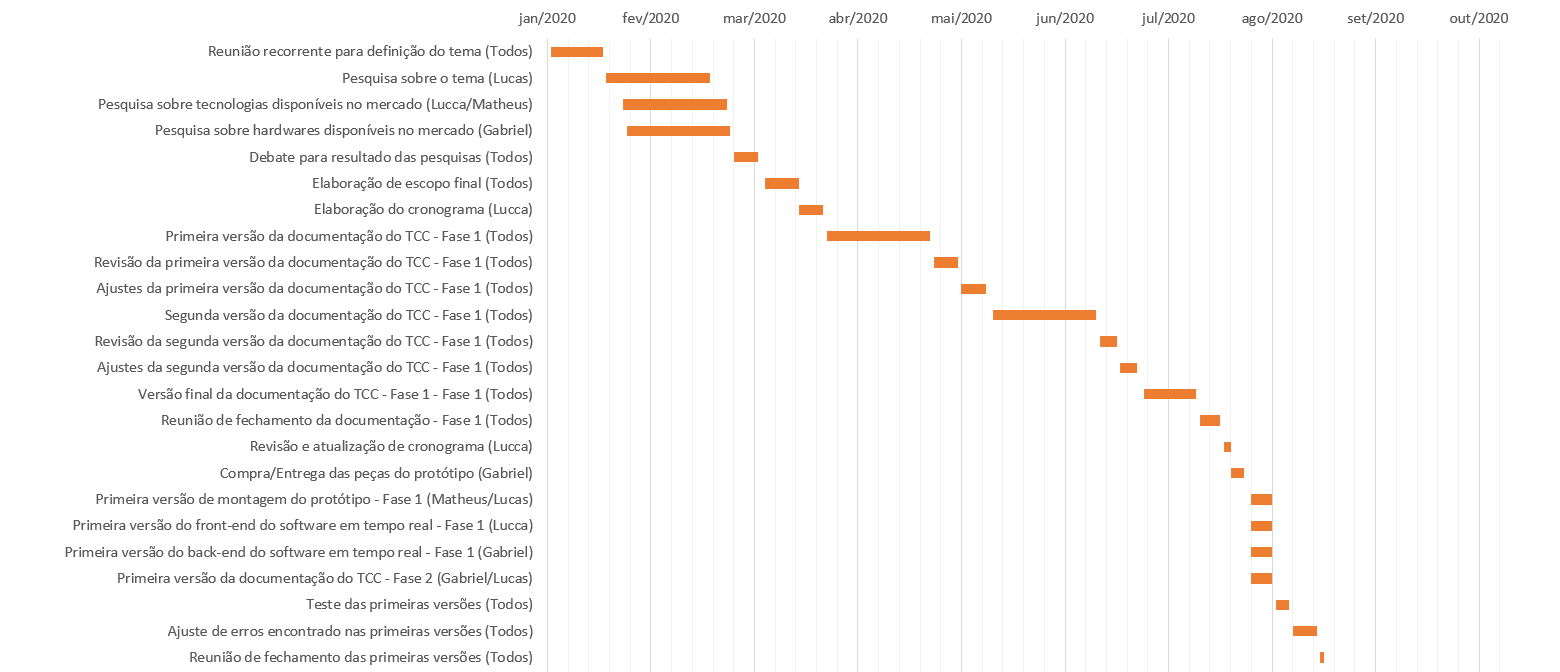 jan/2020 fev/2020 mar/2020 abr/2020 mai/2020 jun/2020 jul/2020 ago/2020 set/2020 out/2020
Reunião recorrente para definição do tema (Todos)
Pesquisa sobre o tema (Lucas)
Pesquisa sobre tecnologias disponíveis no mercado (Lucca/Matheus)
Pesquisa sobre hardwares disponíveis no mercado (Gabriel)
Debate para resultado das pesquisas (Todos)
Elaboração de escopo final (Todos)
Elaboração do cronograma (Lucca)
Primeira versão da documentação do TCC - Fase 1 (Todos)
Revisão da primeira versão da documentação do TCC - Fase 1 (Todos)
Ajustes da primeira versão da documentação do TCC - Fase 1 (Todos)
Segunda versão da documentação do TCC - Fase 1 (Todos)
Revisão da segunda versão da documentação do TCC - Fase 1 (Todos)
Ajustes da segunda versão da documentação do TCC - Fase 1 (Todos)
Versão final da documentação do TCC - Fase 1 - Fase 1 (Todos)
Reunião de fechamento da documentação - Fase 1 (Todos)
Revisão e atualização de cronograma (Lucca)
Compra/Entrega das peças do protótipo (Gabriel)
Primeira versão de montagem do protótipo - Fase 1 (Matheus/Lucas)
Primeira versão do front-end do software em tempo real - Fase 1 (Lucca)
Primeira versão do back-end do software em tempo real - Fase 1 (Gabriel)
Primeira versão da documentação do TCC - Fase 2 (Gabriel/Lucas)
Teste das primeiras versões (Todos)
Ajuste de erros encontrado nas primeiras versões (Todos)
Reunião de fechamento das primeiras versões (Todos)